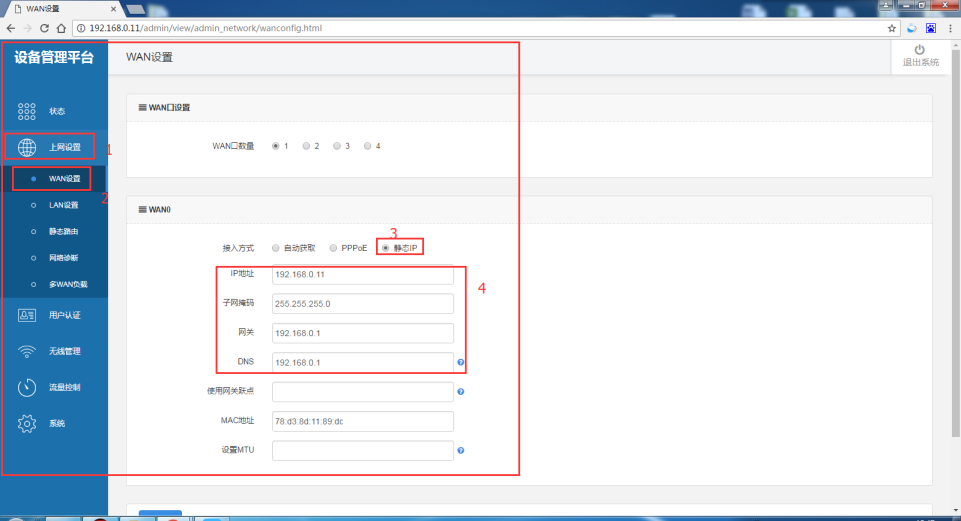 WAN设置
192.168.0.11/admin/view/admin_network/wanconfig.html
设备管理平台
WAN设置
退出系统
状态
上网设置
1
WAN设置
2
LAN设置
静态路由
网络诊断
多WAN负载
用户认证
无线管理
流量控制
系统
WAN口设置
WAN口数量 1 2 3 4
WAN0
3
接入方式 自动获取 PPPoE 静态IP
IP地址 192.168.0.11
4
子网掩码 255.255.255.0
网关 192.168.0.1
DNS 192.168.0.1
使用网关跃点
MAC地址 78:d3:8d:11:89:dc
设置MTU